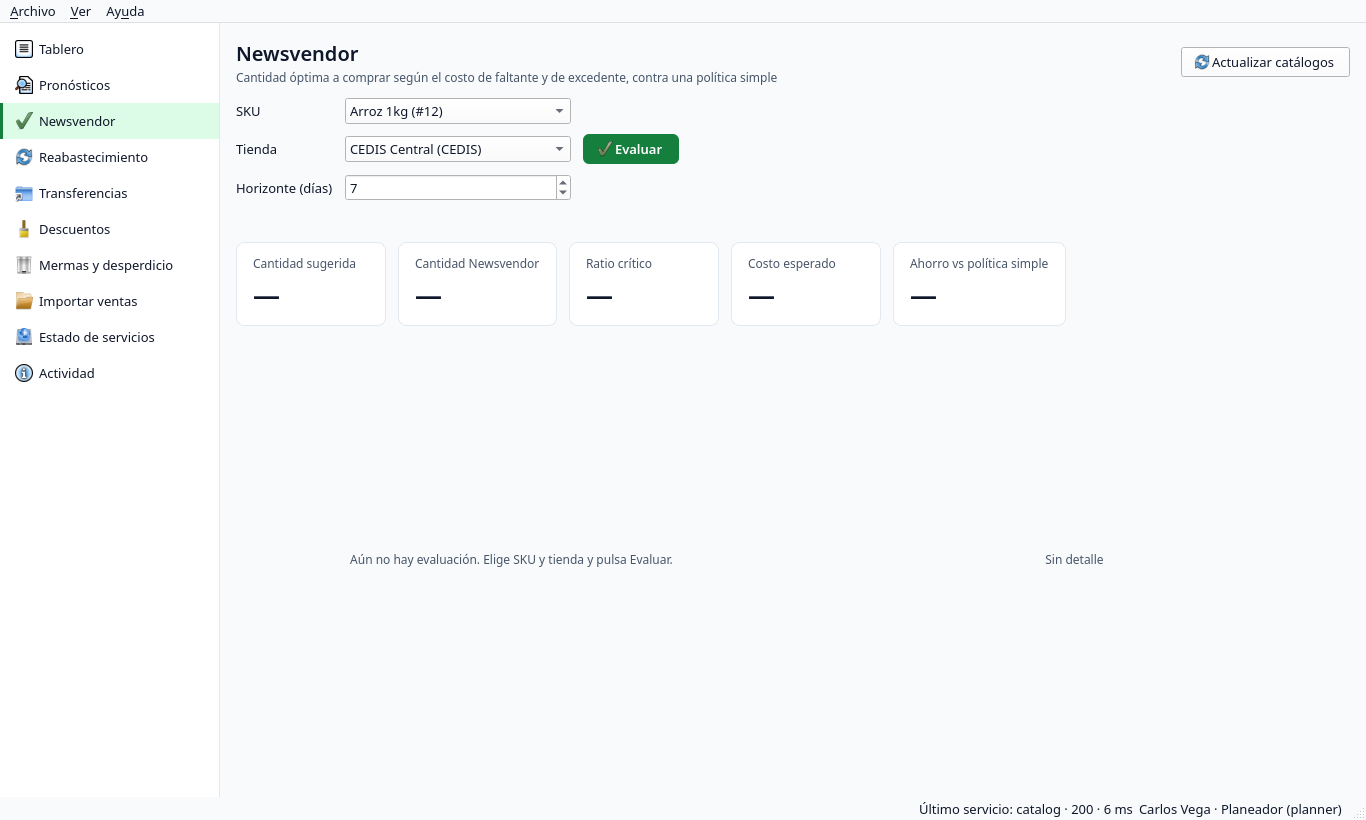 Archivo Ver Ayuda
Tablero
Pronósticos
Newsvendor
Reabastecimiento
Transferencias
Descuentos
Mermas y desperdicio
Importar ventas
Estado de servicios
Actividad
Newsvendor
Cantidad óptima a comprar según el costo de faltante y de excedente, contra una política simple
Actualizar catálogos
SKU Arroz 1kg (#12)
Tienda CEDIS Central (CEDIS) Evaluar
Horizonte (días) 7
Cantidad sugerida Cantidad Newsvendor Ratio crítico Costo esperado Ahorro vs política simple
— — — — —
Aún no hay evaluación. Elige SKU y tienda y pulsa Evaluar. Sin detalle
Último servicio: catalog · 200 · 6 ms Carlos Vega · Planeador (planner)